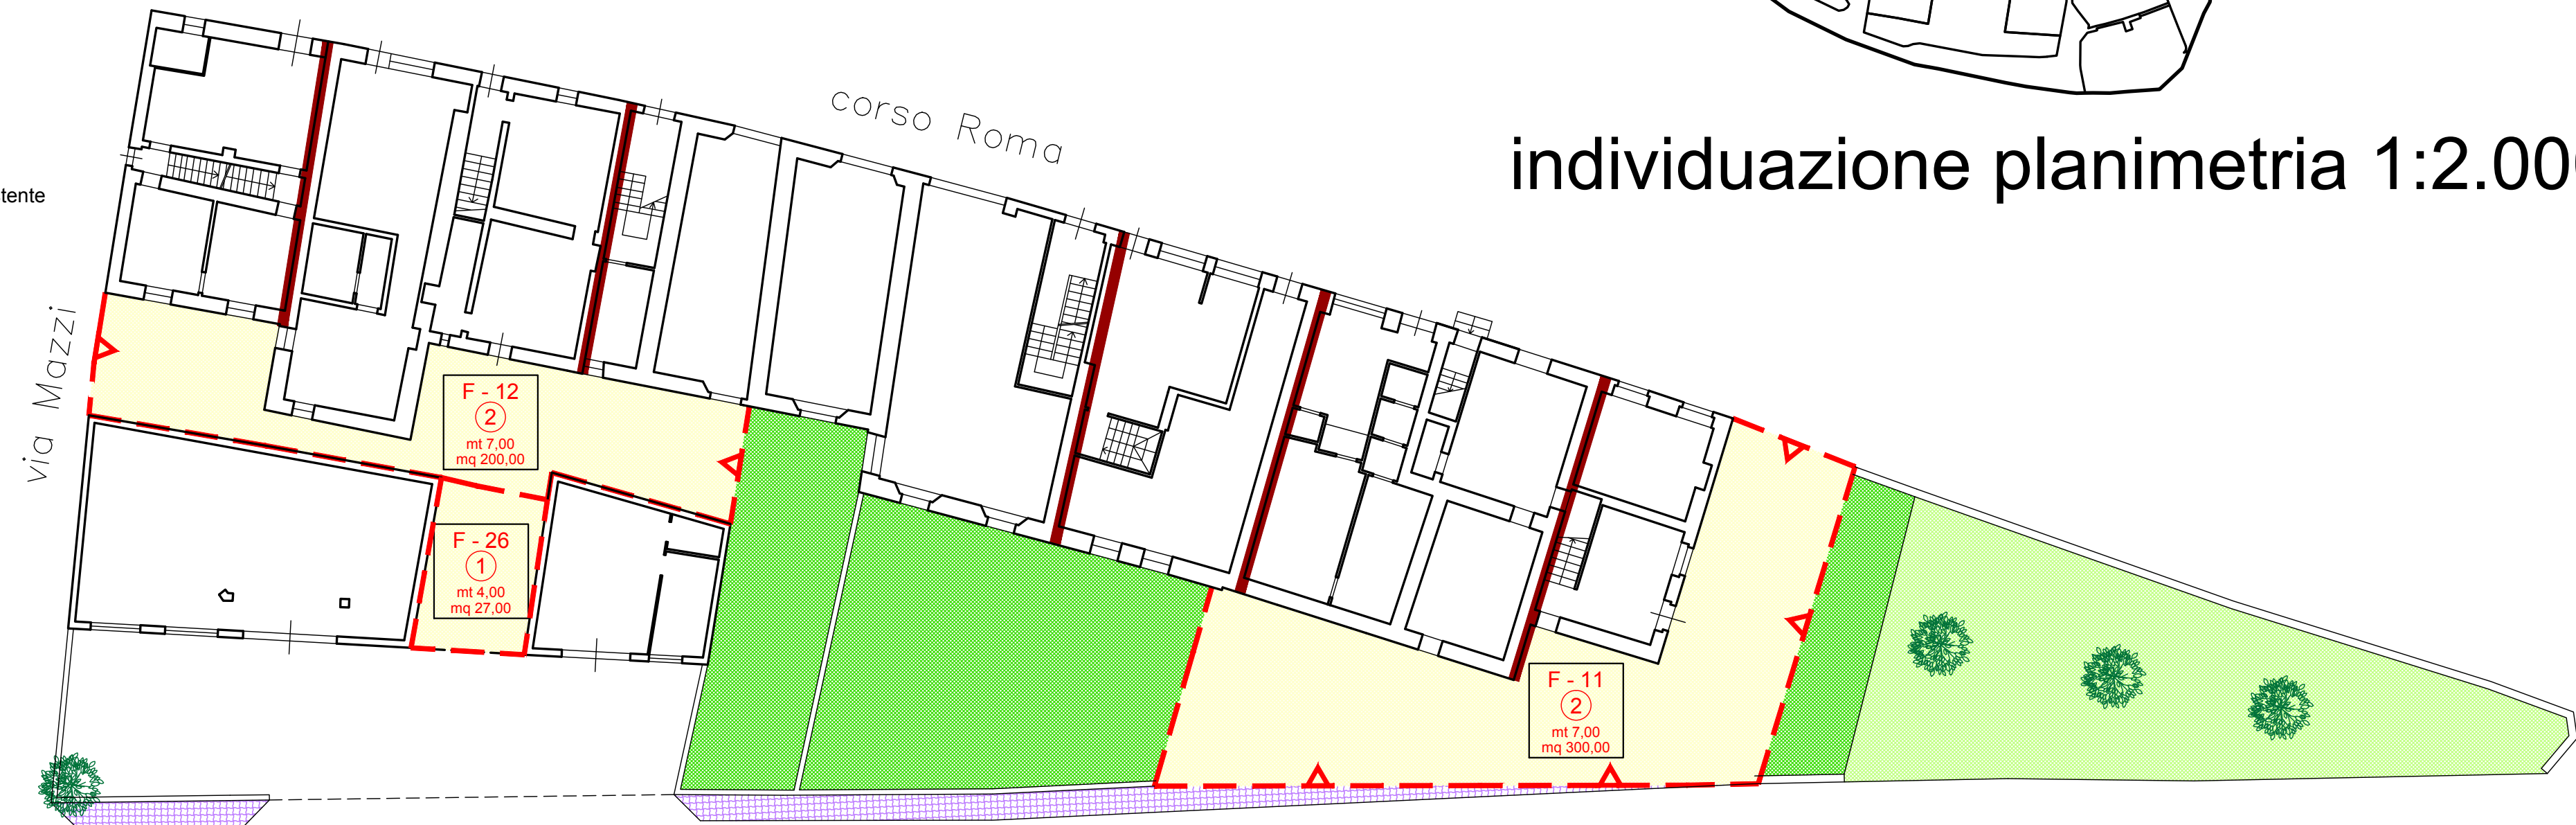 corso Roma
individuazione planimetria 1:2.00
tente
via Mazzi
F - 12
2
mt 7,00
mq 200,00
F - 26
1
mt 4,00
mq 27,00
F - 11
2
mt 7,00
mq 300,00